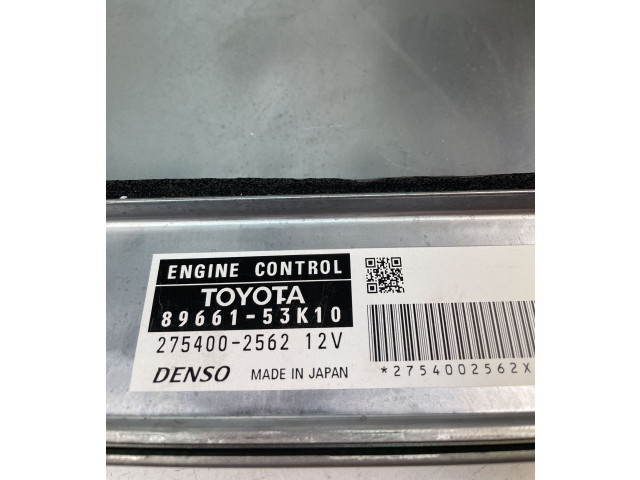 ENGINE CONTROL
TOYOTA
89661-53K10
275400-2562 12V
DENSO MADE IN JAPAN
*2754002562X